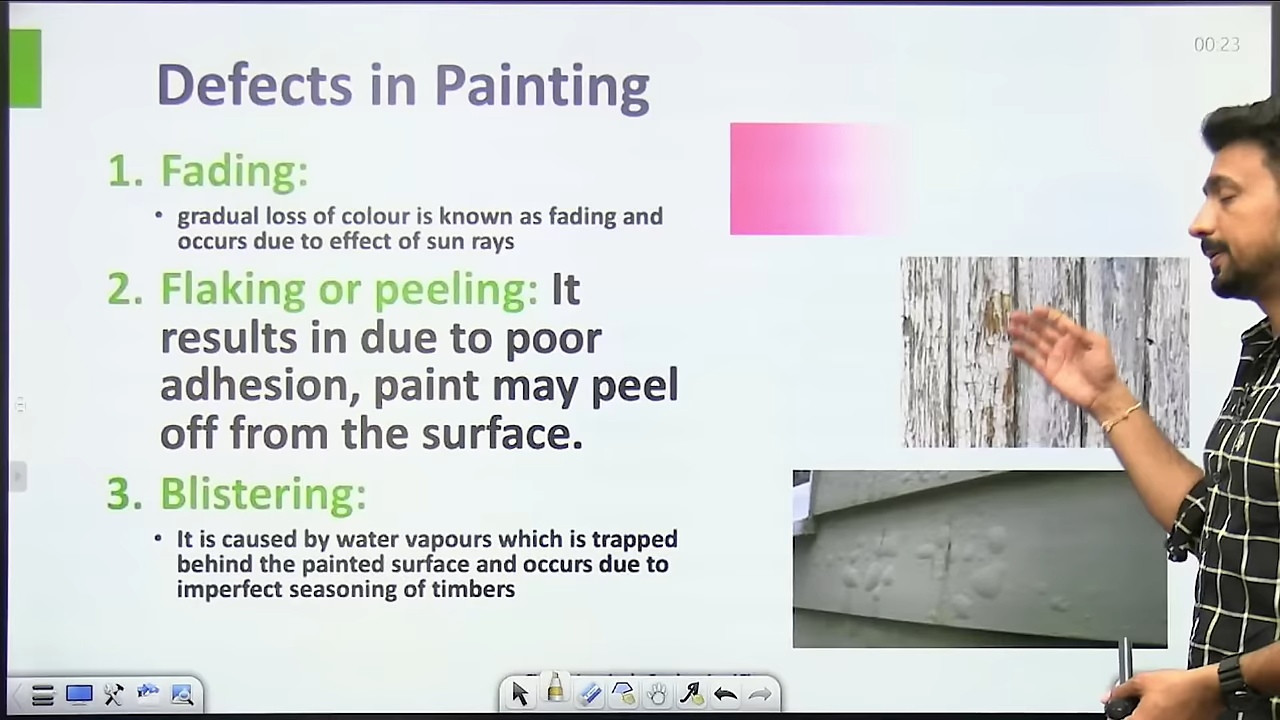 00:23
Defects in Painting
1. Fading:
• gradual loss of colour is known as fading and
occurs due to effect of sun rays
2. Flaking or peeling: It
results in due to poor
adhesion, paint may peel
off from the surface.
3. Blistering:
• It is caused by water vapours which is trapped
behind the painted surface and occurs due to
imperfect seasoning of timbers